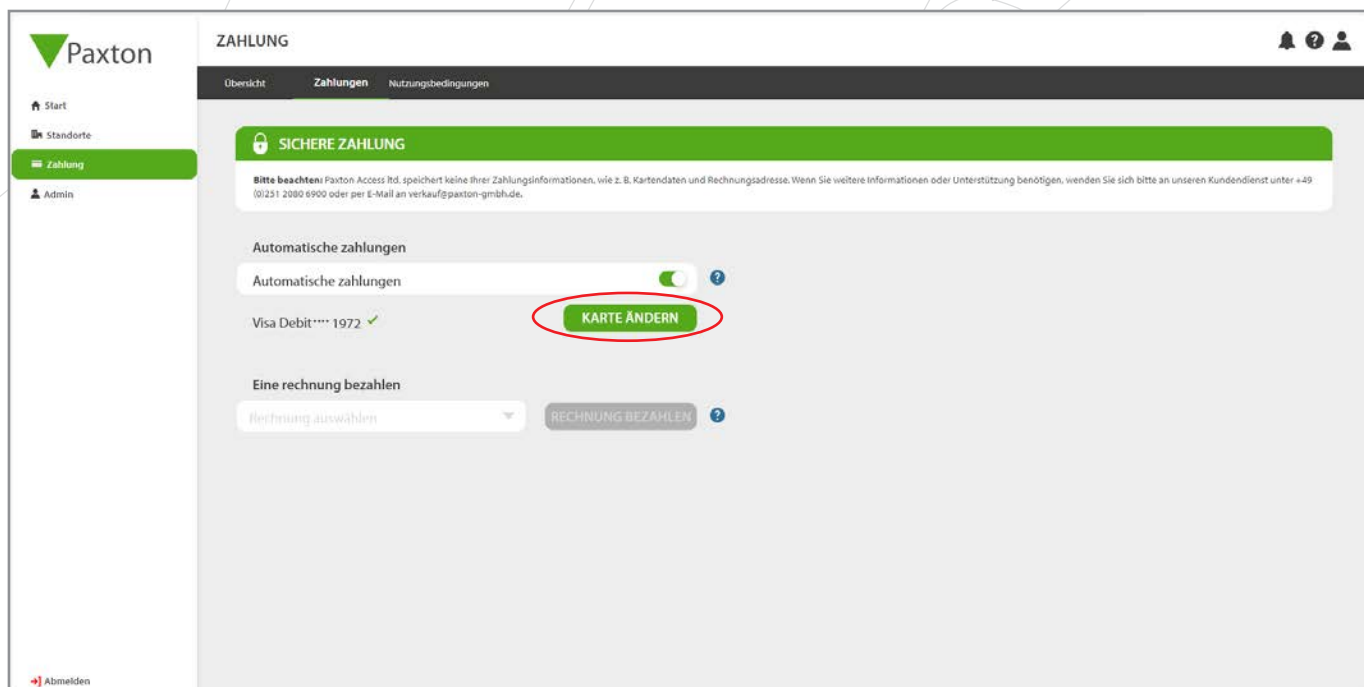 Paxton
ZAHLUNG
Übersicht Zahlungen Nutzungsbedingungen
Start
Standorte
Zahlung
Admin
SICHERE ZAHLUNG
Bitte beachten: Paxton Access ltd. speichert keine Ihrer Zahlungsinformationen, wie z. B. Kartendaten und Rechnungsadresse. Wenn Sie weitere Informationen oder Unterstützung benötigen, wenden Sie sich bitte an unseren Kundendienst unter +49
(0)251 2080 6900 oder per E-Mail an verkauf@paxton-gmbh.de.
Automatische zahlungen
Automatische zahlungen
Visa Debit···· 1972
KARTE ÄNDERN
Eine rechnung bezahlen
Rechnung auswählen
RECHNUNG BEZAHLEN
Abmelden